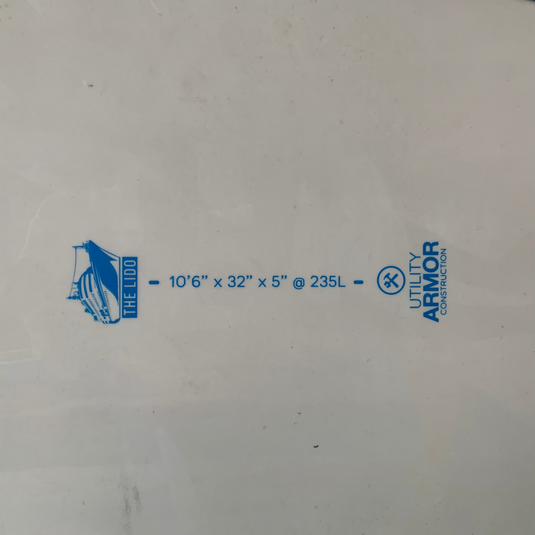 THE LIDO
- 10'6" x 32" x 5" @ 235L -
UTILITY
ARMOR
CONSTRUCTION